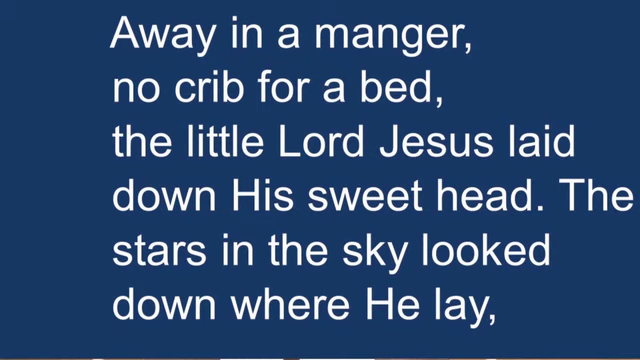 Away in a manger,
no crib for a bed,
the little Lord Jesus laid
down His sweet head. The
stars in the sky looked
down where He lay,